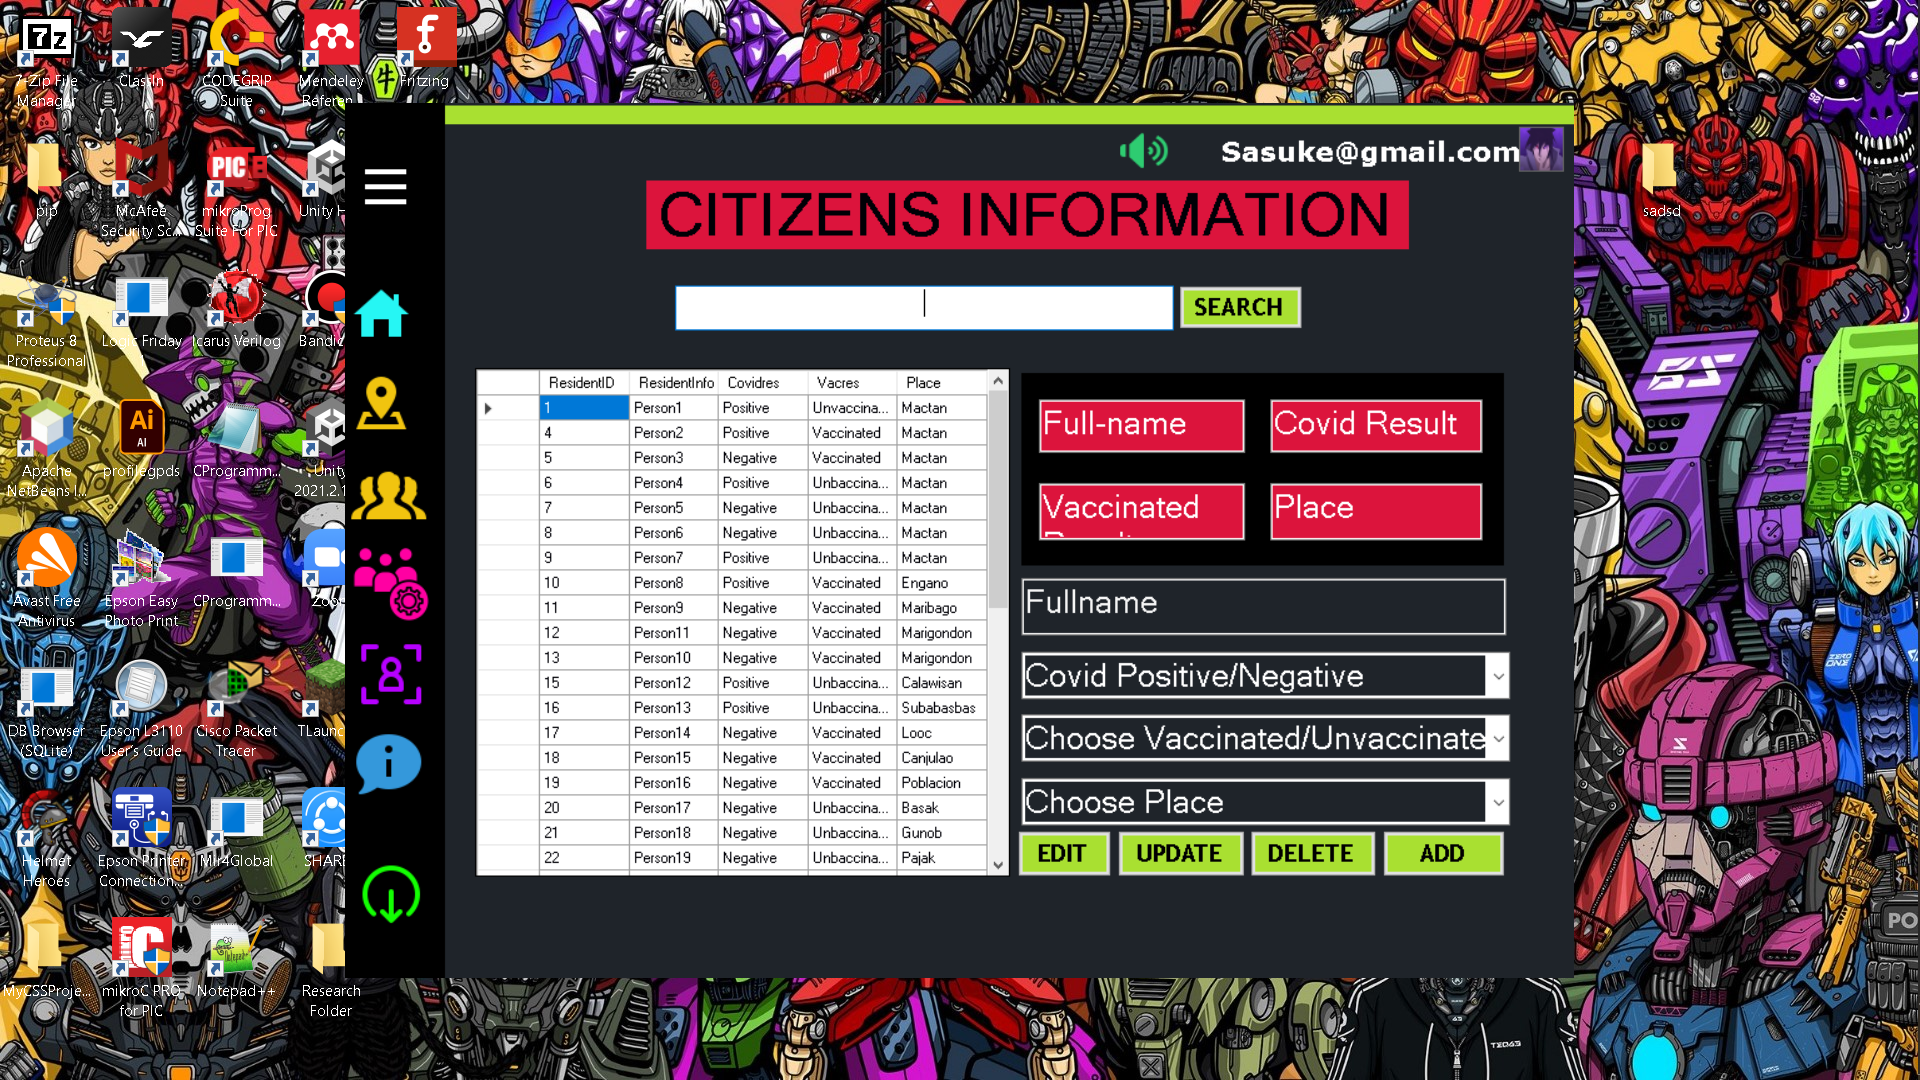 7-Zip File
Manager
ClassIn
CODEGRIP
Suite
Mendeley
Referen...
Fritzing
pip
McAfee
Security Sc...
mikroProg
Suite For PIC
Unity H
sadsd
Proteus 8
Professional
Logic Friday
Icarus Verilog
Bandic
Apache
NetBeans I...
profilegpds
CProgramm...
Unity
2021.2.1
Avast Free
Antivirus
Epson Easy
Photo Print
CProgramm...
Zoo
DB Browser
(SQLite)
Epson L3110
User's Guide
Cisco Packet
Tracer
TLaunc
Helmet
Heroes
Epson Printer
Connection...
Mir4Global
SHARE
MyCSSProje...
mikroC PRO
for PIC
Notepad++
Research
Folder
Sasuke@gmail.com
CITIZENS INFORMATION
SEARCH
ResidentID ResidentInfo Covidres Vacres Place
1 Person1 Positive Unvaccina... Mactan
4 Person2 Positive Vaccinated Mactan
5 Person3 Negative Vaccinated Mactan
6 Person4 Positive Unbaccina... Mactan
7 Person5 Negative Unbaccina... Mactan
8 Person6 Negative Unbaccina... Mactan
9 Person7 Positive Unbaccina... Mactan
10 Person8 Positive Vaccinated Engano
11 Person9 Negative Vaccinated Maribago
12 Person11 Negative Vaccinated Marigondon
13 Person10 Negative Vaccinated Marigondon
15 Person12 Positive Unbaccina... Calawisan
16 Person13 Positive Unbaccina... Subabasbas
17 Person14 Negative Vaccinated Looc
18 Person15 Negative Vaccinated Canjulao
19 Person16 Negative Vaccinated Poblacion
20 Person17 Negative Unbaccina... Basak
21 Person18 Negative Unbaccina... Gunob
22 Person19 Negative Unbaccina... Pajak
Full-name
Covid Result
Vaccinated
Place
Fullname
Covid Positive/Negative
Choose Vaccinated/Unvaccinate
Choose Place
EDIT
UPDATE
DELETE
ADD